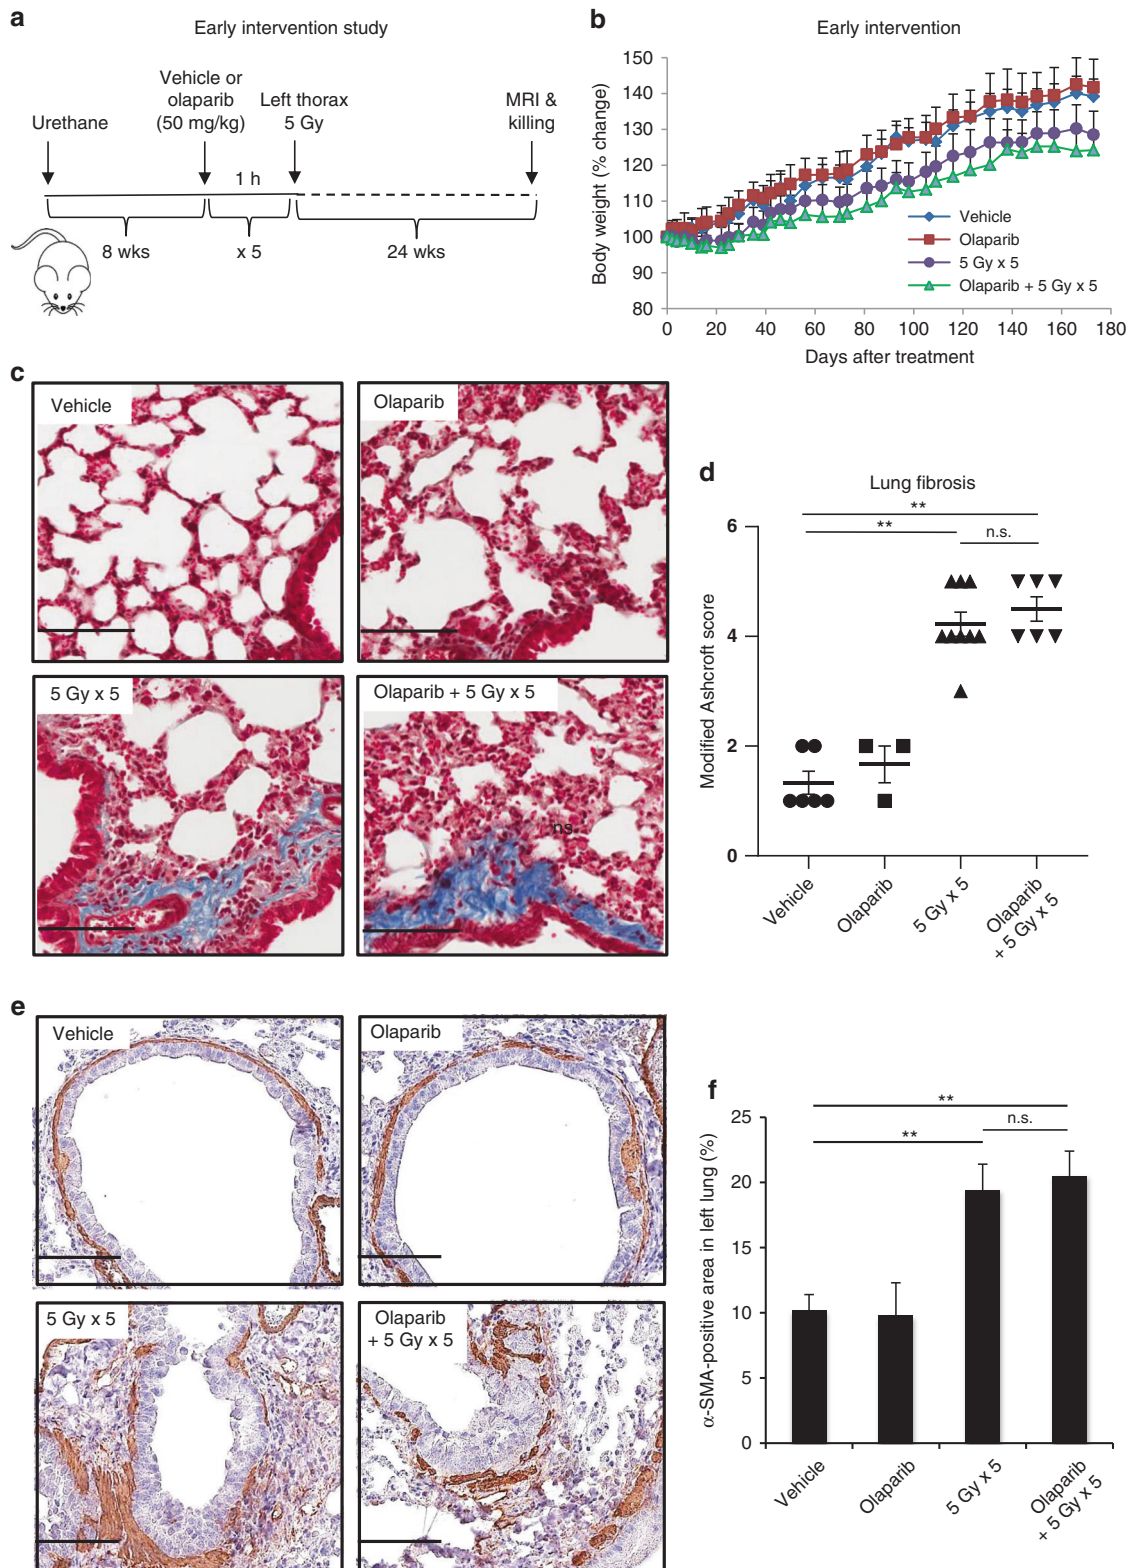 a
Early intervention study
Urethane
Vehicle or
olaparib
(50 mg/kg)
Left thorax
5 Gy
MRI &
killing
1 h
8 wks
x 5
24 wks
b
Early intervention
Body weight (% change)
150
140
130
120
110
100
90
80
Vehicle
Olaparib
5 Gy x 5
Olaparib + 5 Gy x 5
0
20
40
60
80
100
120
140
160
180
Days after treatment
c
Vehicle
Olaparib
5 Gy x 5
Olaparib + 5 Gy x 5
ns.
d
Lung fibrosis
**
**
n.s.
Modified Ashcroft score
6
4
2
0
Vehicle
Olaparib
5 Gy x 5
Olaparib
+ 5 Gy x 5
e
Vehicle
Olaparib
5 Gy x 5
Olaparib
+ 5 Gy x 5
f
**
**
n.s.
α-SMA-positive area in left lung (%)
25
20
15
10
5
0
Vehicle
Olaparib
5 Gy x 5
Olaparib
+ 5 Gy x 5